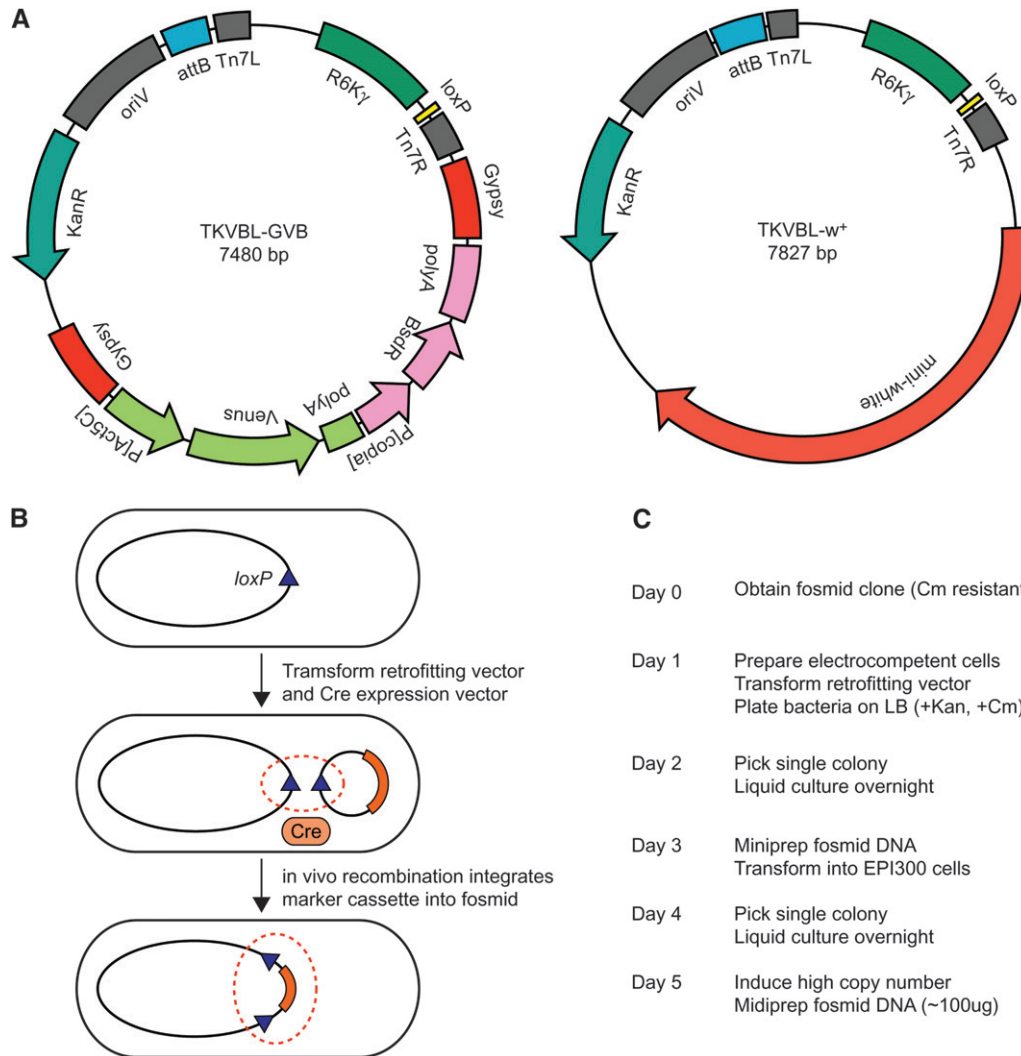 A
attB
Tn7L
oriV
R6Kγ
loxP
Tn7R
KanR
Gypsy
TKVBL-GVB
7480 bp
polyA
BsdR
Gypsy
polyA
Venus
P[Act5C]
P[copia]
attB
Tn7L
oriV
R6Kγ
loxP
Tn7R
KanR
TKVBL-w⁺
7827 bp
mini-white
B
loxP
Tramsform retrofitting vector
and Cre expression vector
Cre
in vivo recombination integrates
marker cassette into fosmid
C
Day 0 Obtain fosmid clone (Cm resistant
Day 1 Prepare electrocompetent cells
Transform retrofitting vector
Plate bacteria on LB (+Kan, +Cm)
Day 2 Pick single colony
Liquid culture overnight
Day 3 Miniprep fosmid DNA
Transform into EPI300 cells
Day 4 Pick single colony
Liquid culture overnight
Day 5 Induce high copy number
Midiprep fosmid DNA (~100ug)